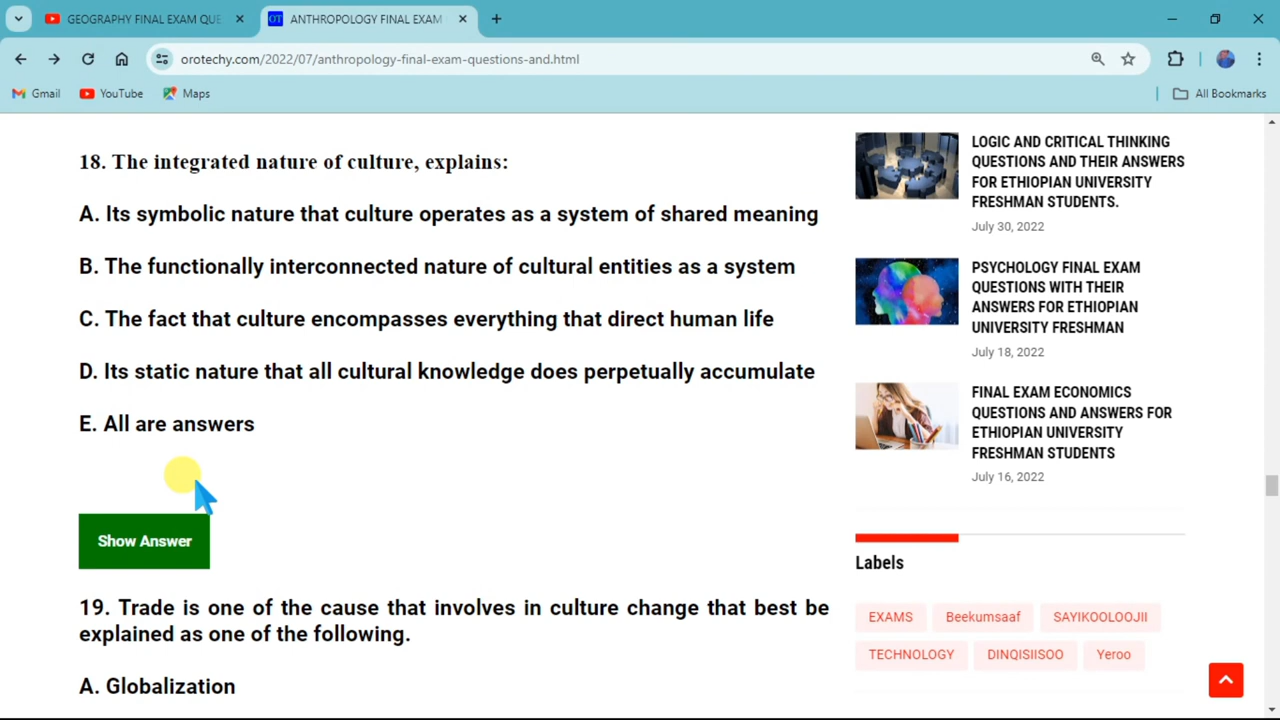 GEOGRAPHY FINAL EXAM QUE
OT ANTHROPOLOGY FINAL EXAM
orotechy.com/2022/07/anthropology-final-exam-questions-and.html
Gmail YouTube Maps All Bookmarks
18. The integrated nature of culture, explains:
A. Its symbolic nature that culture operates as a system of shared meaning
B. The functionally interconnected nature of cultural entities as a system
C. The fact that culture encompasses everything that direct human life
D. Its static nature that all cultural knowledge does perpetually accumulate
E. All are answers
Show Answer
19. Trade is one of the cause that involves in culture change that best be
explained as one of the following.
A. Globalization
LOGIC AND CRITICAL THINKING
QUESTIONS AND THEIR ANSWERS
FOR ETHIOPIAN UNIVERSITY
FRESHMAN STUDENTS.
July 30, 2022
PSYCHOLOGY FINAL EXAM
QUESTIONS WITH THEIR
ANSWERS FOR ETHIOPIAN
UNIVERSITY FRESHMAN
July 18, 2022
FINAL EXAM ECONOMICS
QUESTIONS AND ANSWERS FOR
ETHIOPIAN UNIVERSITY
FRESHMAN STUDENTS
July 16, 2022
Labels
EXAMS Beekumsaaf SAYIKOOLOOJII
TECHNOLOGY DINQISIISOO Yeroo